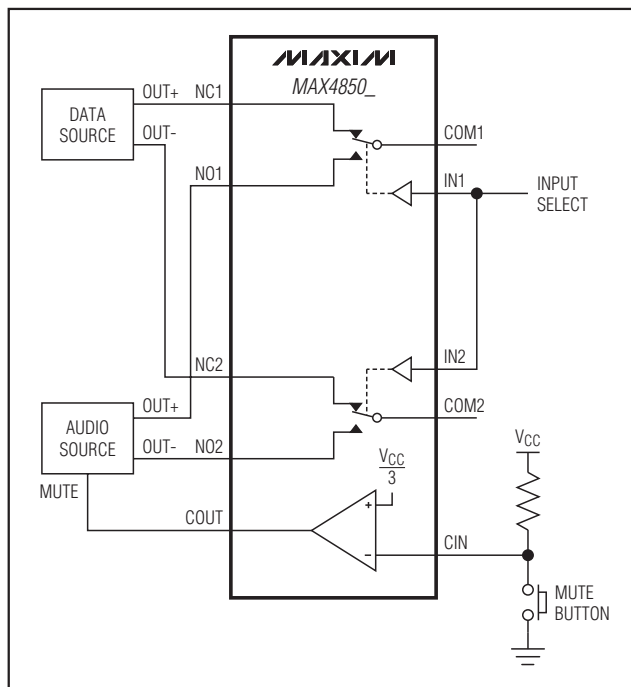 MAXIM
MAX4850_
DATA
SOURCE
OUT+
NC1
OUT-
COM1
NO1
IN1
INPUT
SELECT
IN2
NC2
COM2
AUDIO
SOURCE
OUT+
OUT-
NO2
MUTE
VCC
3
VCC
COUT
CIN
MUTE
BUTTON